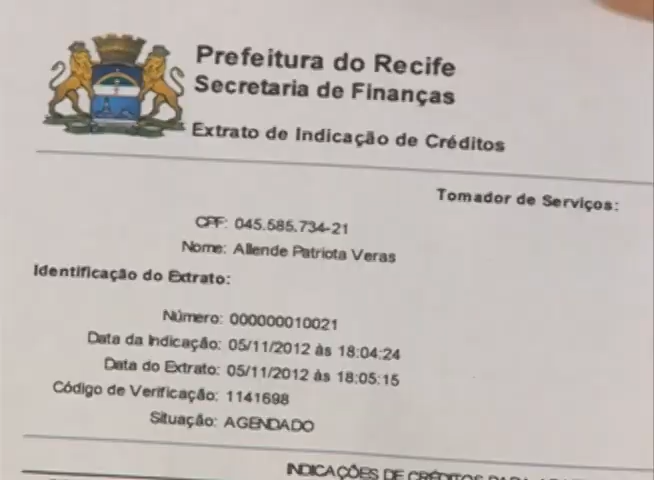 Prefeitura do Recife
Secretaria de Finanças
Extrato de Indicação de Créditos
Tomador de Serviços:
CPF: 045.585.734-21
Nome: Allende Patriota Veras
Identificação do Extrato:
Número: 000000010021
Data da Indicação: 05/11/2012 às 18:04:24
Data do Extrato: 05/11/2012 às 18:05:15
Código de Verificação: 1141698
Situação: AGENDADO
INDICAÇÕES DE CRÉDITOS PARA